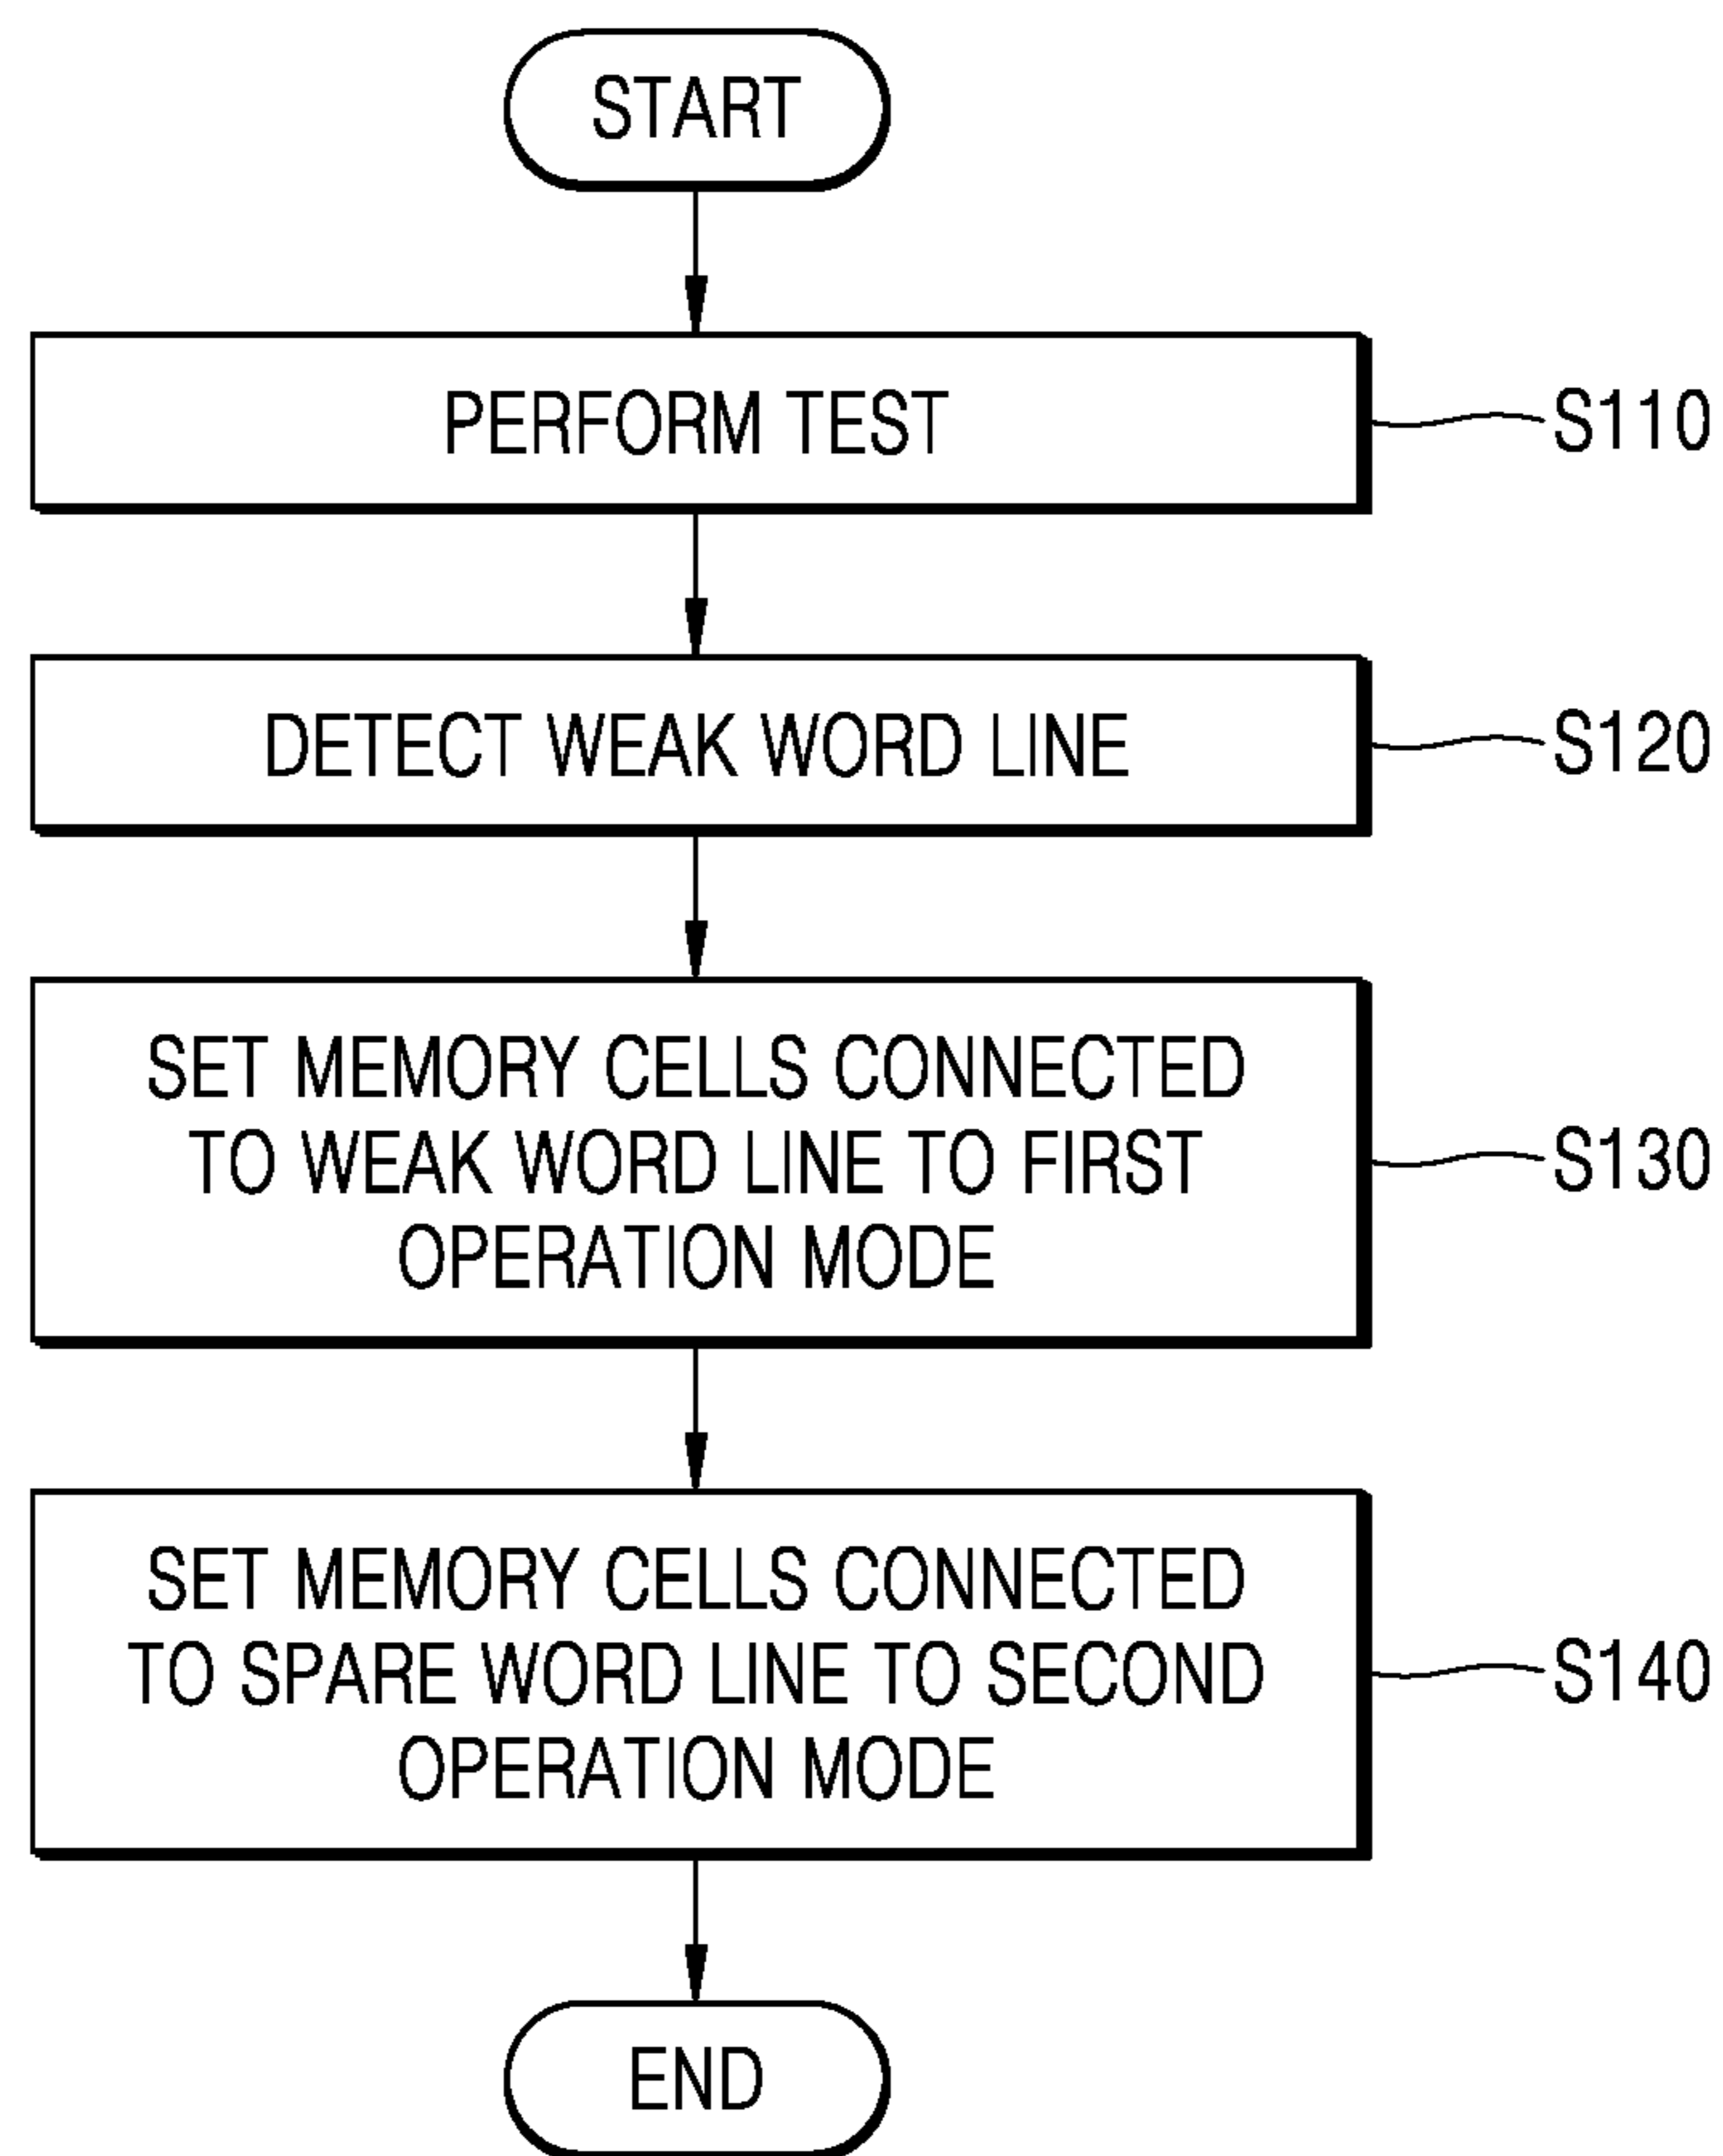 START
PERFORM TEST
S110
DETECT WEAK WORD LINE
S120
SET MEMORY CELLS CONNECTED
TO WEAK WORD LINE TO FIRST
OPERATION MODE
S130
SET MEMORY CELLS CONNECTED
TO SPARE WORD LINE TO SECOND
OPERATION MODE
S140
END